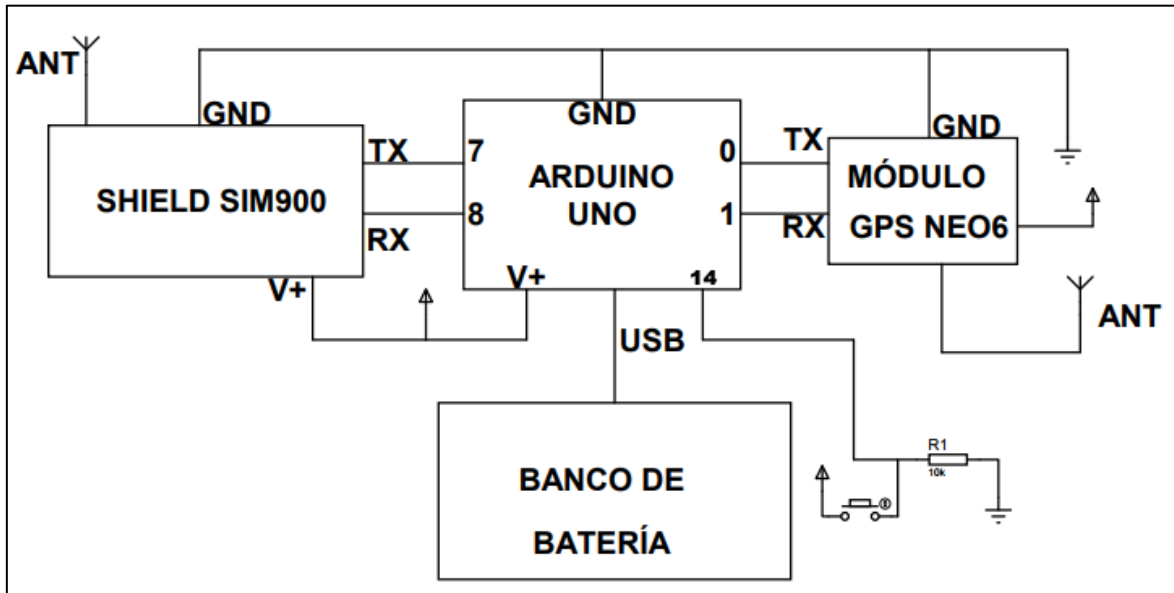 ANT
GND
GND
GND
TX
7
0
TX
SHIELD SIM900
ARDUINO
UNO
MÓDULO
GPS NEO6
8
1
RX
RX
V+
V+
14
ANT
USB
R1
10k
BANCO DE
BATERÍA